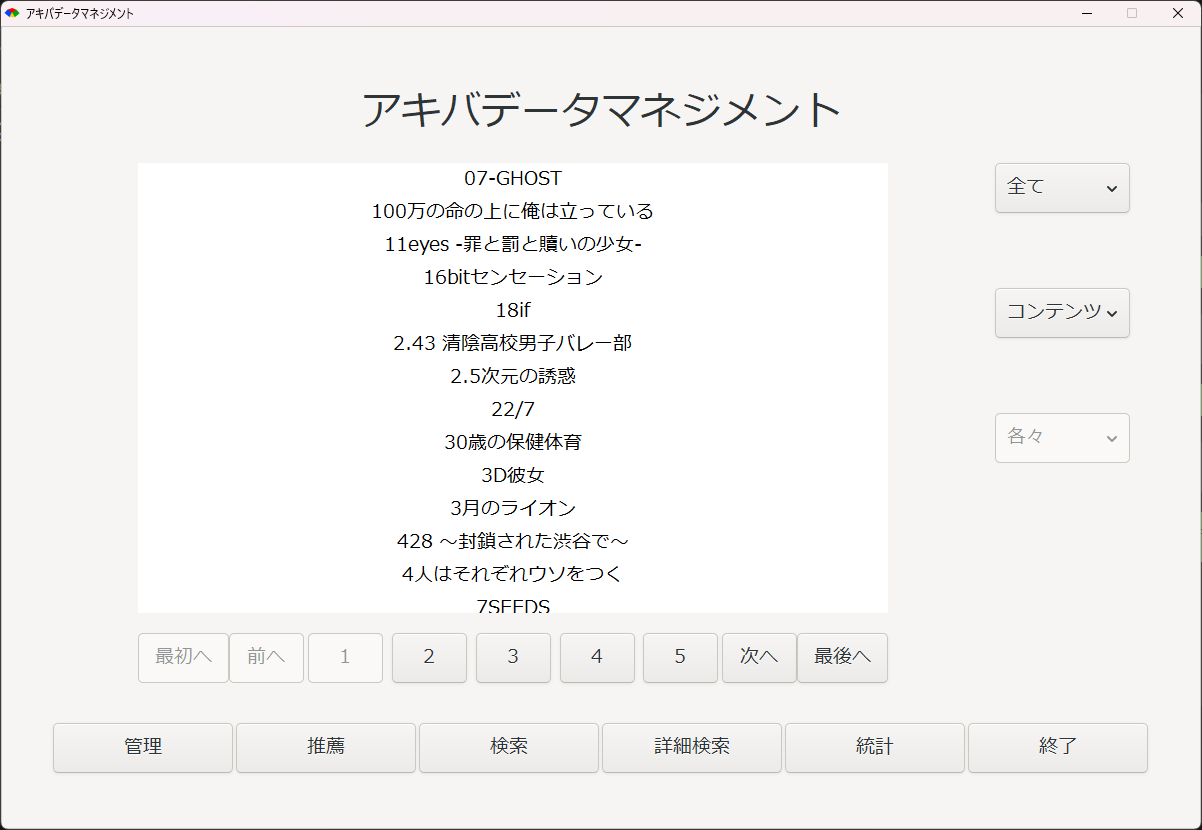 アキバデータマネジメント
アキバデータマネジメント
07-GHOST
100万の命の上に俺は立っている
11eyes -罪と罰と贖いの少女-
16bitセンセーション
18if
2.43 清陰高校男子バレー部
2.5次元の誘惑
22/7
30歳の保健体育
3D彼女
3月のライオン
428 ～封鎖された渋谷で～
4人はそれぞれウソをつく
7SEEDS
全て
コンテンツ
各々
最初へ 前へ 1 2 3 4 5 次へ 最後へ
管理 推薦 検索 詳細検索 統計 終了